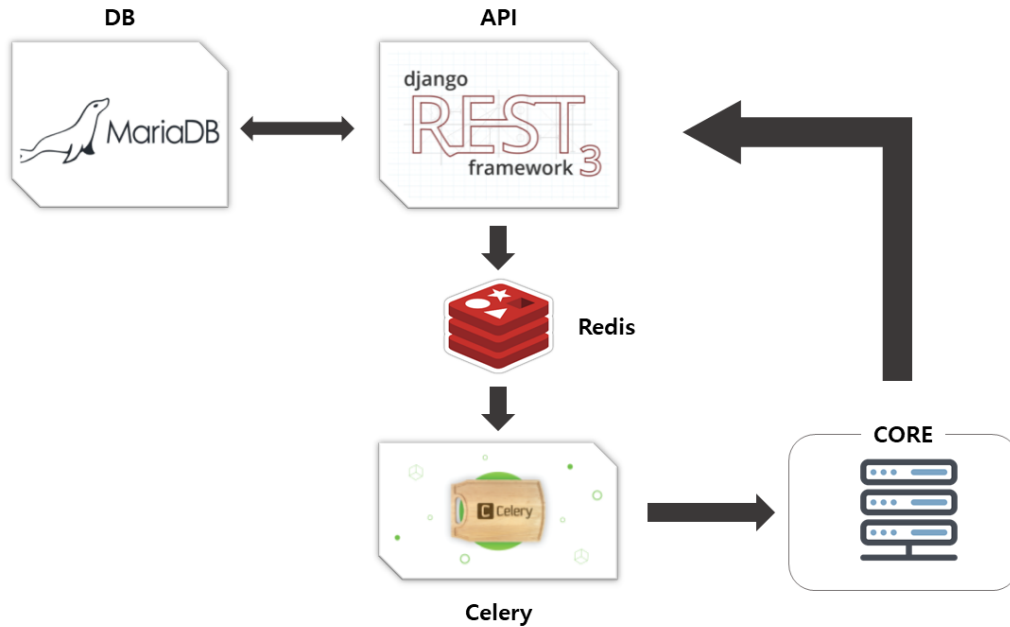 DB
API
MariaDB
django
REST
framework 3
Redis
CORE
C Celery
Celery